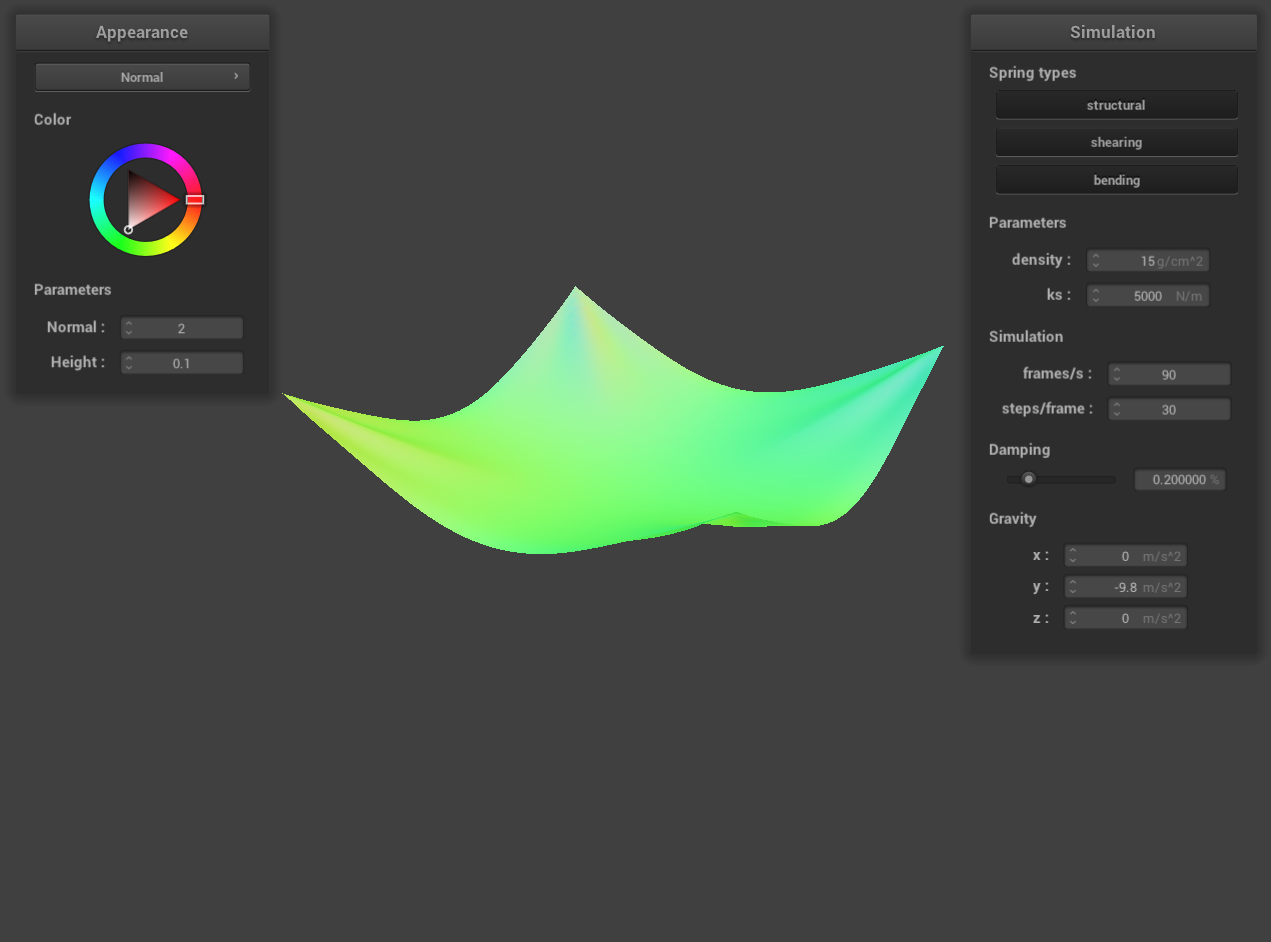 Appearance
Normal
Color
Parameters
Normal : 2
Height : 0.1
Simulation
Spring types
structural
shearing
bending
Parameters
density : 15 g/cm^2
ks : 5000 N/m
Simulation
frames/s : 90
steps/frame : 30
Damping
0.200000 %
Gravity
x : 0 m/s^2
y : -9.8 m/s^2
z : 0 m/s^2